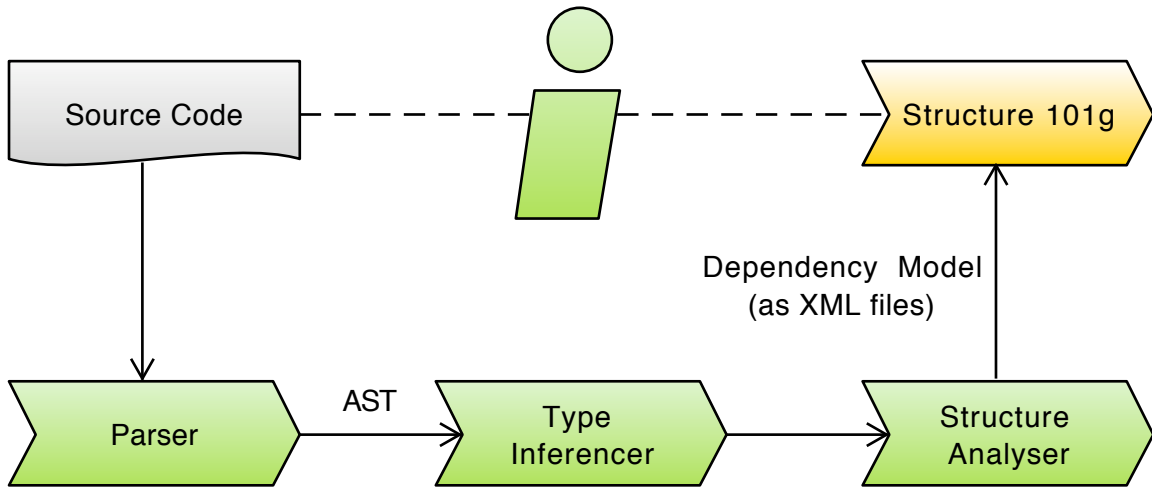 Source Code
Structure 101g
Dependency Model
(as XML files)
Parser
AST
Type
Inferencer
Structure
Analyser